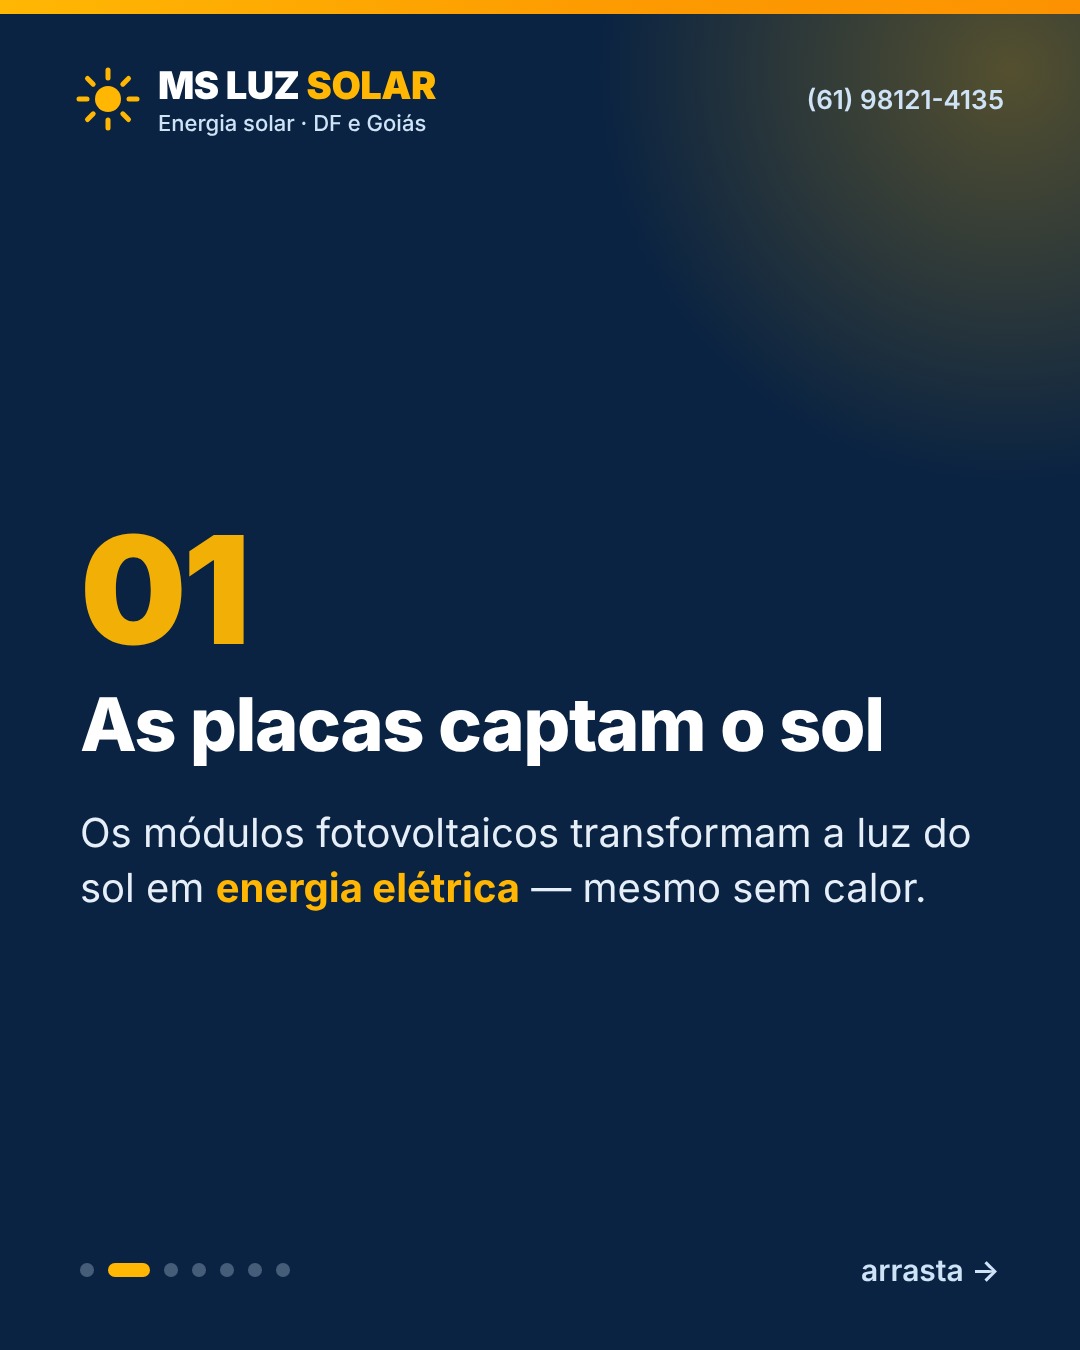 MS LUZ SOLAR
Energia solar · DF e Goiás
(61) 98121-4135
01
As placas captam o sol
Os módulos fotovoltaicos transformam a luz do
sol em energia elétrica — mesmo sem calor.
arrasta →